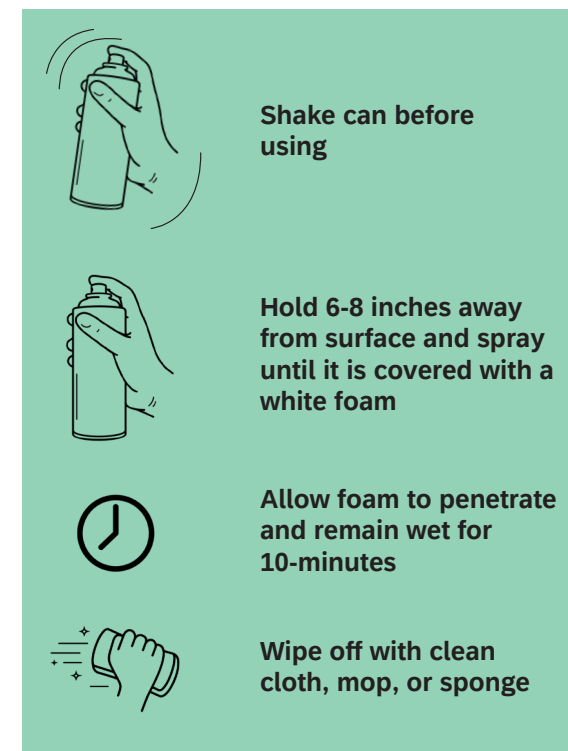 Shake can before
using
Hold 6-8 inches away
from surface and spray
until it is covered with a
white foam
Allow foam to penetrate
and remain wet for
10-minutes
Wipe off with clean
cloth, mop, or sponge